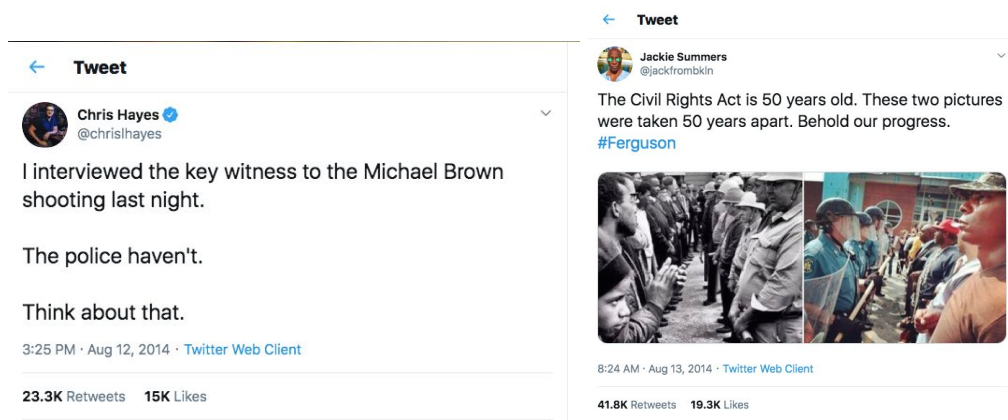 Tweet
Chris Hayes
@chrislhayes
I interviewed the key witness to the Michael Brown
shooting last night.
The police haven't.
Think about that.
3:25 PM · Aug 12, 2014 · Twitter Web Client
23.3K Retweets 15K Likes
Tweet
Jackie Summers
@jackfrombkln
The Civil Rights Act is 50 years old. These two pictures
were taken 50 years apart. Behold our progress.
#Ferguson
8:24 AM · Aug 13, 2014 · Twitter Web Client
41.8K Retweets 19.3K Likes